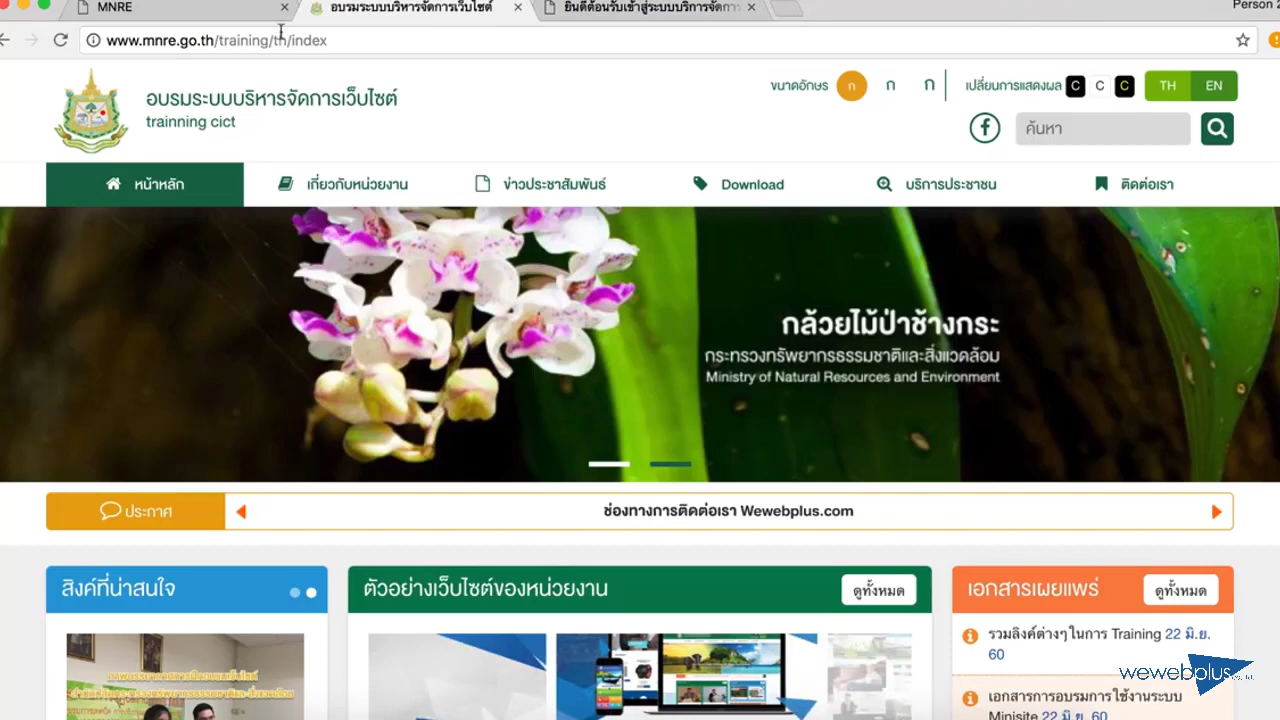 MNRE
อบรมระบบบริหารจัดการเว็บไซต์
ยินดีต้อนรับเข้าสู่ระบบบริการจัดการ
Person 2
www.mnre.go.th/training/th/index
อบรมระบบบริหารจัดการเว็บไซต์
trainning cict
ขนาดอักษร ก ก ก เปลี่ยนการแสดงผล C C C TH EN
ค้นหา
หน้าหลัก เกี่ยวกับหน่วยงาน ข่าวประชาสัมพันธ์ Download บริการประชาชน ติดต่อเรา
กล้วยไม้ป่าช้างกระ
กระทรวงทรัพยากรธรรมชาติและสิ่งแวดล้อม
Ministry of Natural Resources and Environment
ประกาศ ช่องทางการติดต่อเรา Wewebplus.com
สิงค์ที่น่าสนใจ
ตัวอย่างเว็บไซต์ของหน่วยงาน ดูทั้งหมด
เอกสารเผยแพร่ ดูทั้งหมด
รวมลิงค์ต่างๆ ในการ Training 22 มิ.ย.
60
เอกสารการอบรมการใช้งานระบบ
Minisite 22 มิ.ย. 60
wewebplus